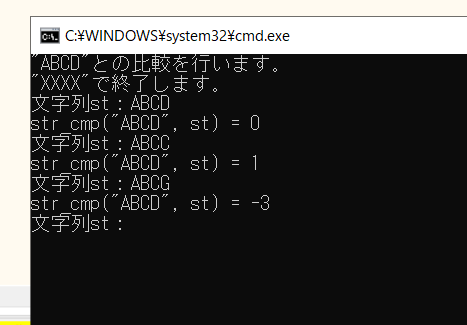 C:¥WINDOWS¥system32¥cmd.exe
"ABCD"との比較を行います。
"XXXX"で終了します。
文字列st：ABCD
str_cmp("ABCD", st) = 0
文字列st：ABCC
str_cmp("ABCD", st) = 1
文字列st：ABCG
str_cmp("ABCD", st) = -3
文字列st：